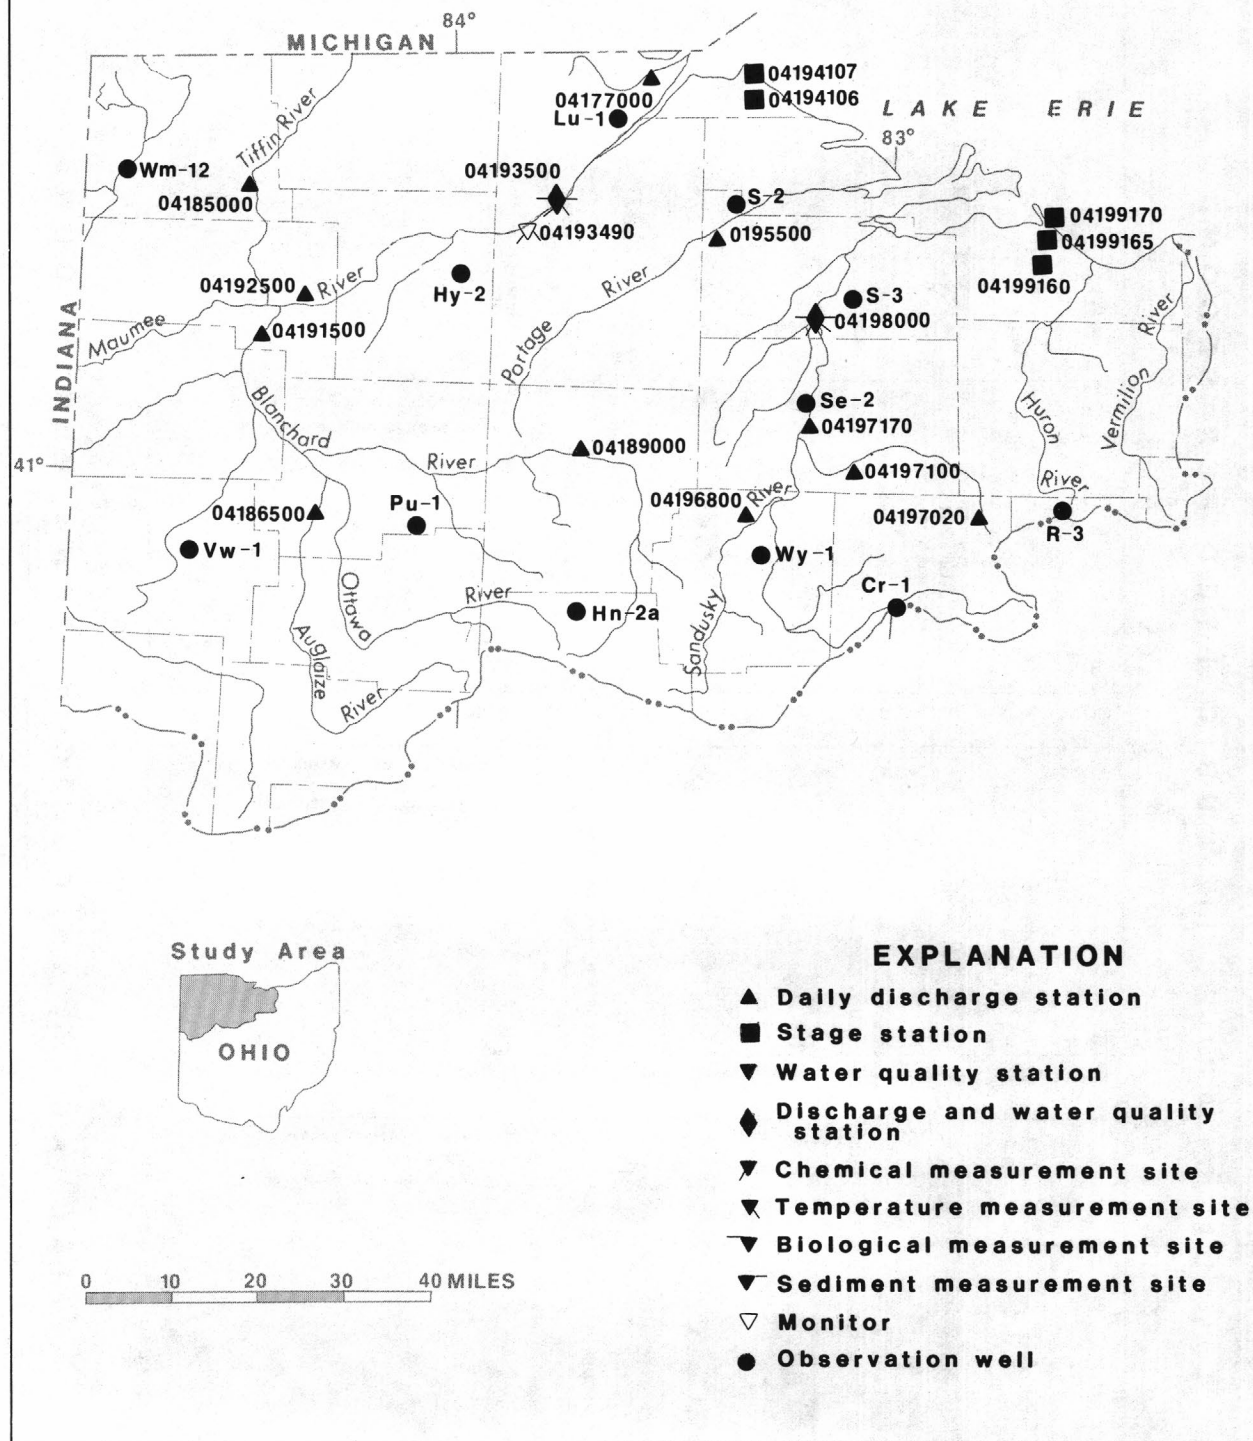 84°
MICHIGAN
04194107
04177000
04194106
LAKE ERIE
Lu-1
83°
Tiffin River
Wm-12
04193500
04185000
S-2
04199170
04193490
0195500
04199165
04199160
04192500
River
Hy-2
River
S-3
04198000
River
Maumee
04191500
INDIANA
Portage
Blanchard
Se-2
04197170
Huron
Vermilion
41°
River
04189000
04197100
River
04196800
River
04186500
Pu-1
04197020
R-3
Vw-1
Wy-1
Ottawa
River
Cr-1
Hn-2a
Auglaize
Sandusky
River
Study Area
OHIO
0 10 20 30 40 MILES
EXPLANATION
Daily discharge station
Stage station
Water quality station
Discharge and water quality
station
Chemical measurement site
Temperature measurement site
Biological measurement site
Sediment measurement site
Monitor
Observation well